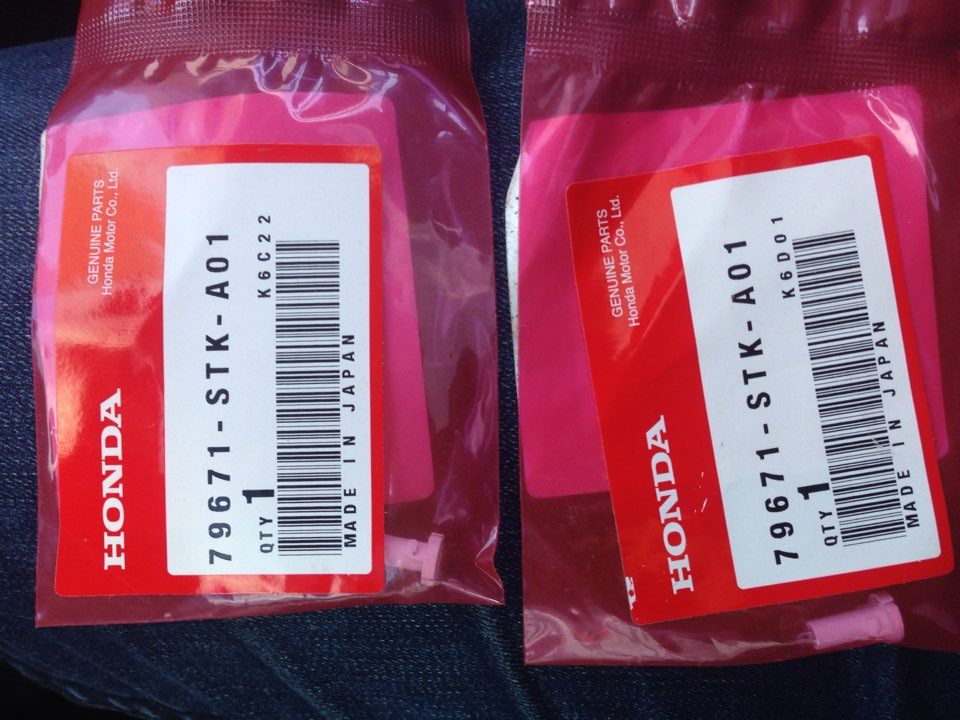 HONDA
GENUINE PARTS
Honda Motor Co., Ltd.
79671-STK-A01
QTY 1
K6C22
MADE IN JAPAN
HONDA
GENUINE PARTS
Honda Motor Co., Ltd.
79671-STK-A01
QTY 1
K6D01
MADE IN JAPAN